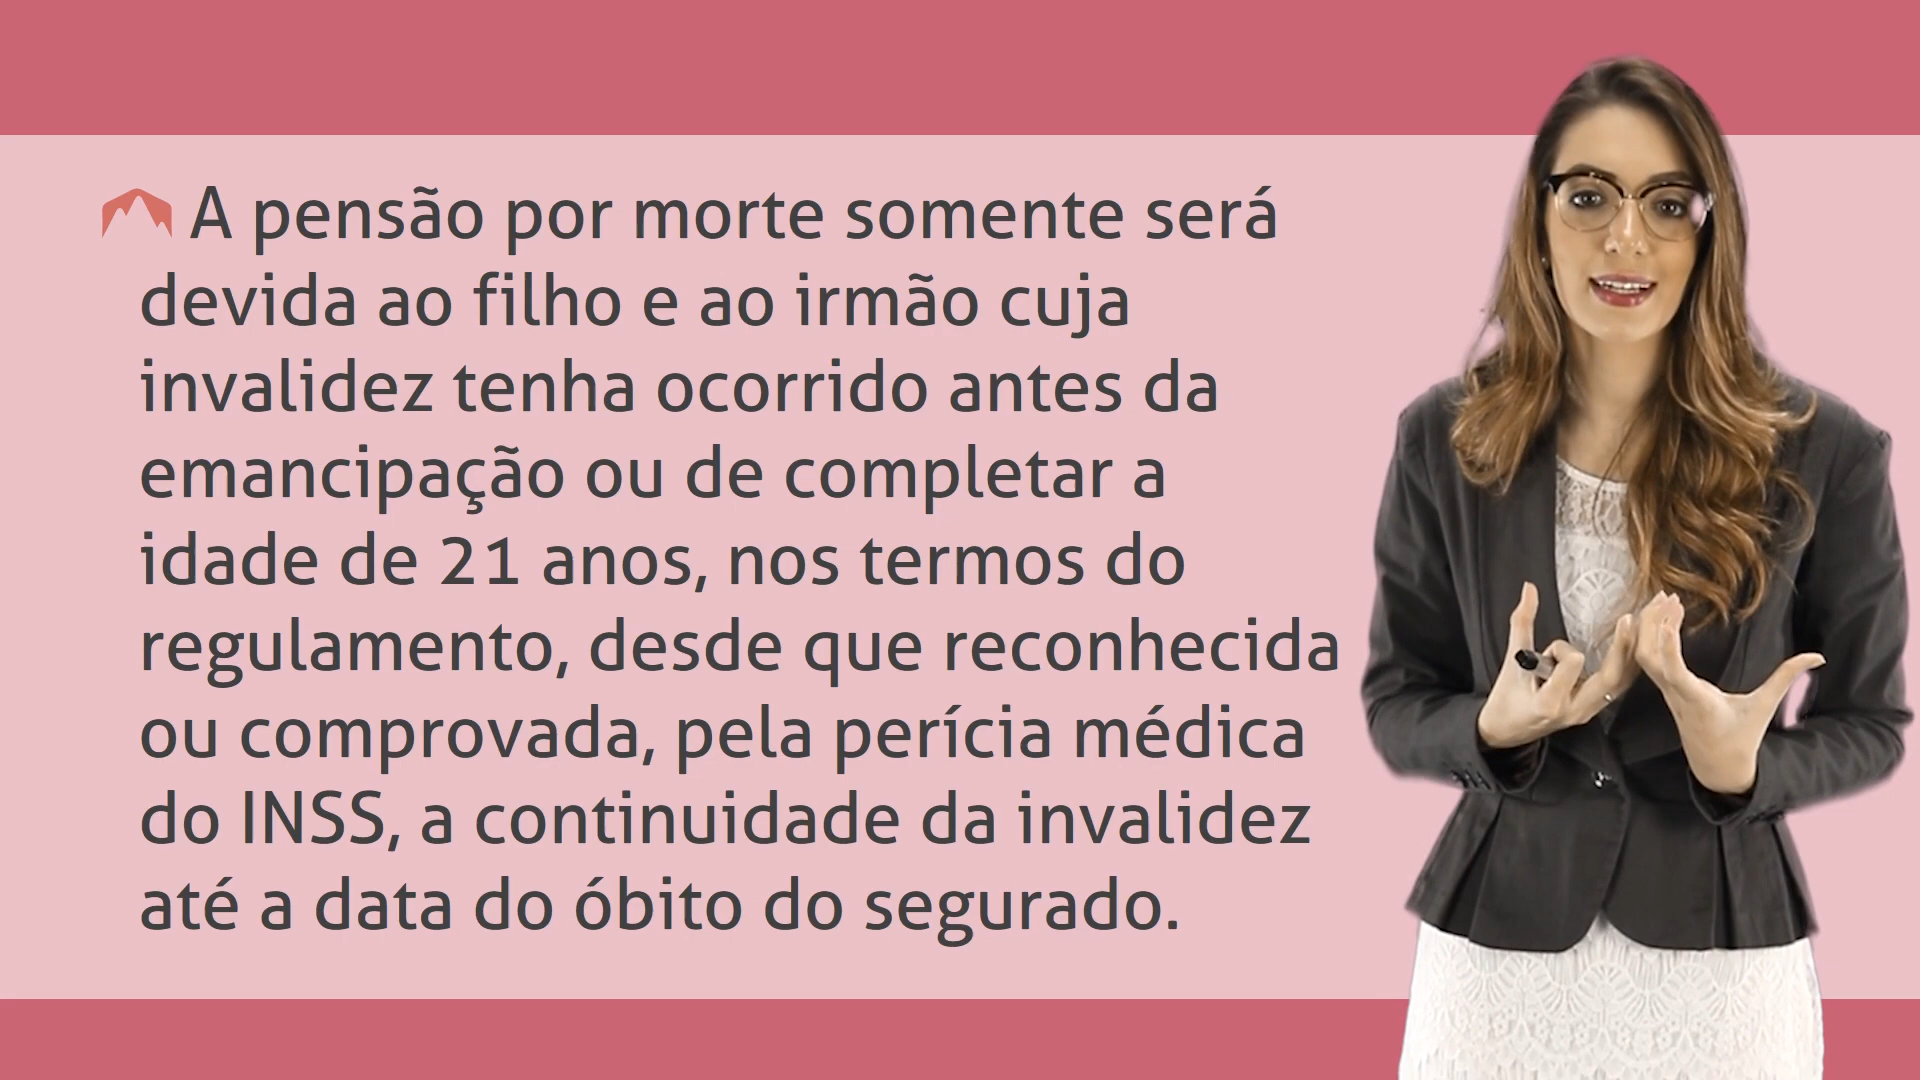 A pensão por morte somente será
devida ao filho e ao irmão cuja
invalidez tenha ocorrido antes da
emancipação ou de completar a
idade de 21 anos, nos termos do
regulamento, desde que reconhecida
ou comprovada, pela perícia médica
do INSS, a continuidade da invalidez
até a data do óbito do segurado.